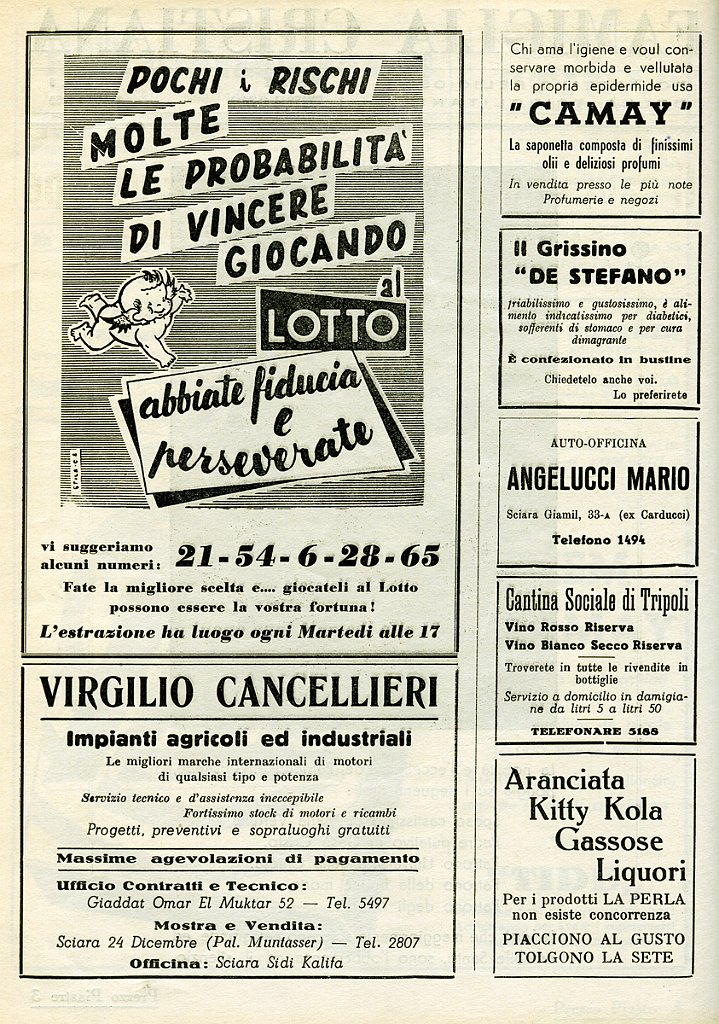 POCHI i RISCHI
MOLTE
LE PROBABILITA'
DI VINCERE
GIOCANDO
al
LOTTO
abbiate fiducia
e
perseverate
vi suggeriamo
alcuni numeri: 21-54-6-28-65
Fate la migliore scelta e.... giocateli al Lotto
possono essere la vostra fortuna!
L'estrazione ha luogo ogni Martedi alle 17
VIRGILIO CANCELLIERI
Impianti agricoli ed industriali
Le migliori marche internazionali di motori
di qualsiasi tipo e potenza
Servizio tecnico e d'assistenza ineccepibile
Fortissimo stock di motori e ricambi
Progetti, preventivi e sopraluoghi gratuiti
Massime agevolazioni di pagamento
Ufficio Contratti e Tecnico:
Giaddat Omar El Muktar 52 — Tel. 5497
Mostra e Vendita:
Sciara 24 Dicembre (Pal. Muntasser) — Tel. 2807
Officina: Sciara Sidi Kalifa
Chi ama l'igiene e voul con-
servare morbida e vellutata
la propria epidermide usa
"CAMAY"
La saponetta composta di finissimi
olii e deliziosi profumi
In vendita presso le più note
Profumerie e negozi
Il Grissino
"DE STEFANO"
friabilissimo e gustosissimo, è ali-
mento indicatissimo per diabetici,
sofferenti di stomaco e per cura
dimagrante
È confezionato in bustine
Chiedetelo anche voi.
Lo preferirete
AUTO-OFFICINA
ANGELUCCI MARIO
Sciara Giamil, 33-A (ex Carducci)
Telefono 1494
Cantina Sociale di Tripoli
Vino Rosso Riserva
Vino Bianco Secco Riserva
Troverete in tutte le rivendite in
bottiglie
Servizio a domicilio in damigia-
ne da litri 5 a litri 50
TELEFONARE 5188
Aranciata
Kitty Kola
Gassose
Liquori
Per i prodotti LA PERLA
non esiste concorrenza
PIACCIONO AL GUSTO
TOLGONO LA SETE